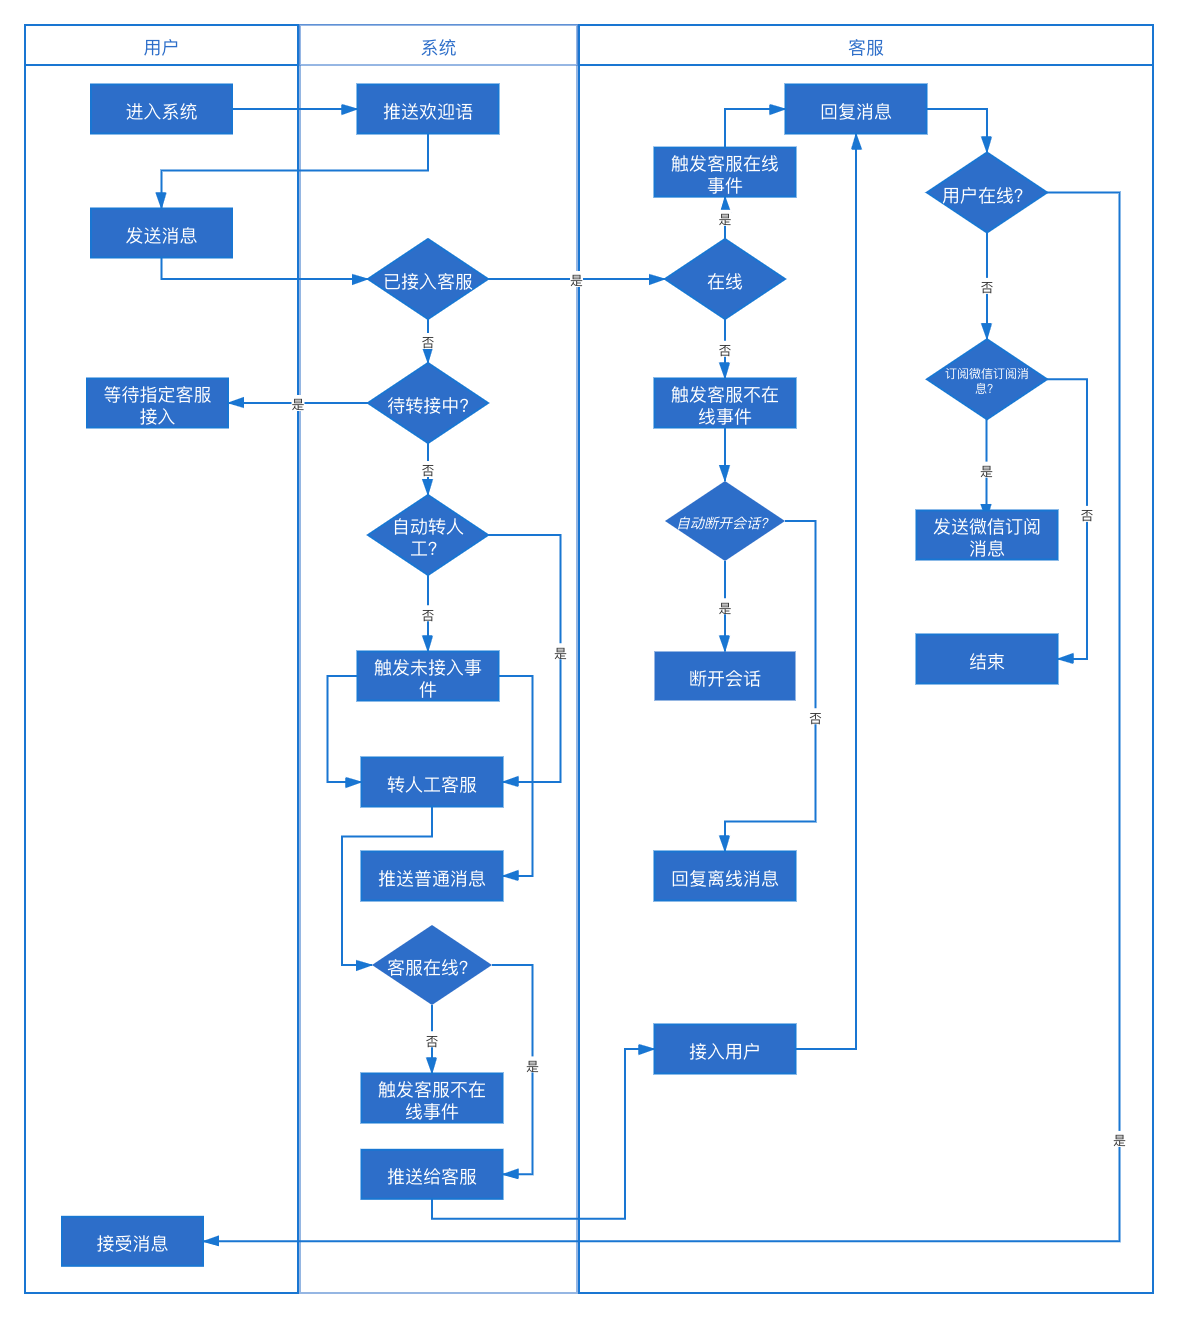 用户
系统
客服
进入系统
推送欢迎语
回复消息
触发客服在线
事件
用户在线?
是
发送消息
已接入客服
是
在线
否
否
否
订阅微信订阅消
息?
等待指定客服
接入
是
待转接中?
触发客服不在
线事件
否
是
自动转人
工?
自动断开会话?
发送微信订阅
消息
否
否
是
是
触发未接入事
件
断开会话
结束
否
转人工客服
推送普通消息
回复离线消息
客服在线?
否
是
接入用户
触发客服不在
线事件
是
推送给客服
接受消息